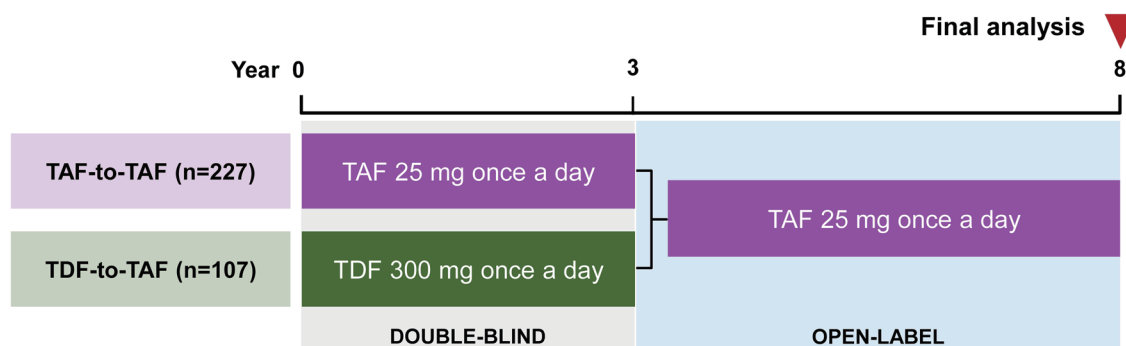 Final analysis
Year 0 3 8
TAF-to-TAF (n=227)
TAF 25 mg once a day
TAF 25 mg once a day
TDF-to-TAF (n=107)
TDF 300 mg once a day
DOUBLE-BLIND
OPEN-LABEL